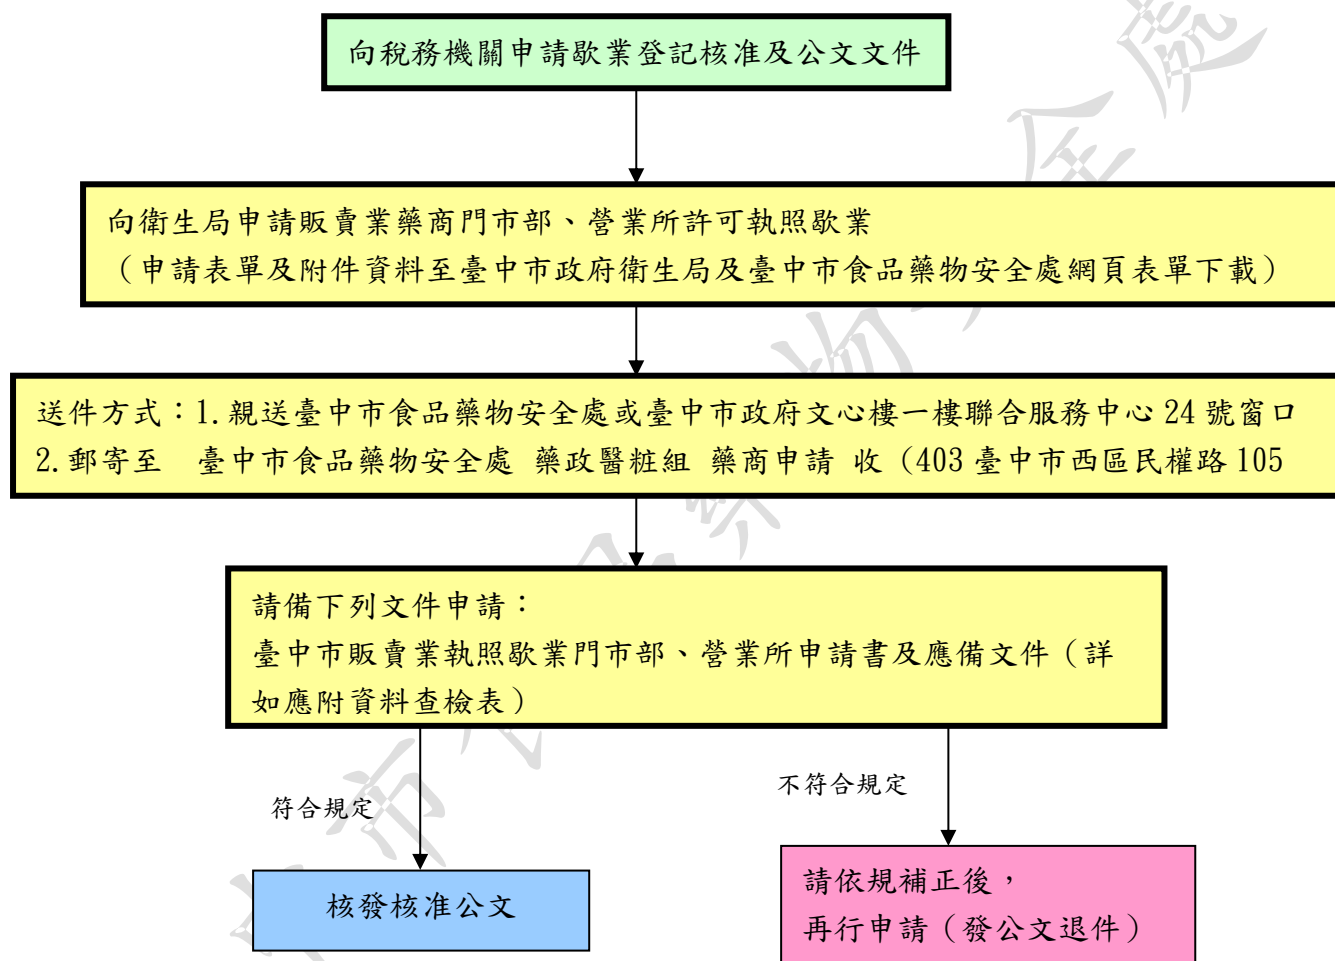 向稅務機關申請歇業登記核准及公文文件
向衛生局申請販賣業藥商門市部、營業所許可執照歇業
（申請表單及附件資料至臺中市政府衛生局及臺中市食品藥物安全處網頁表單下載）
送件方式：1.親送臺中市食品藥物安全處或臺中市政府文心樓一樓聯合服務中心 24 號窗口
2.郵寄至　臺中市食品藥物安全處 藥政醫粧組 藥商申請 收（403 臺中市西區民權路 105
請備下列文件申請：
臺中市販賣業執照歇業門市部、營業所申請書及應備文件（詳
如應附資料查檢表）
符合規定
不符合規定
核發核准公文
請依規補正後，
再行申請（發公文退件）